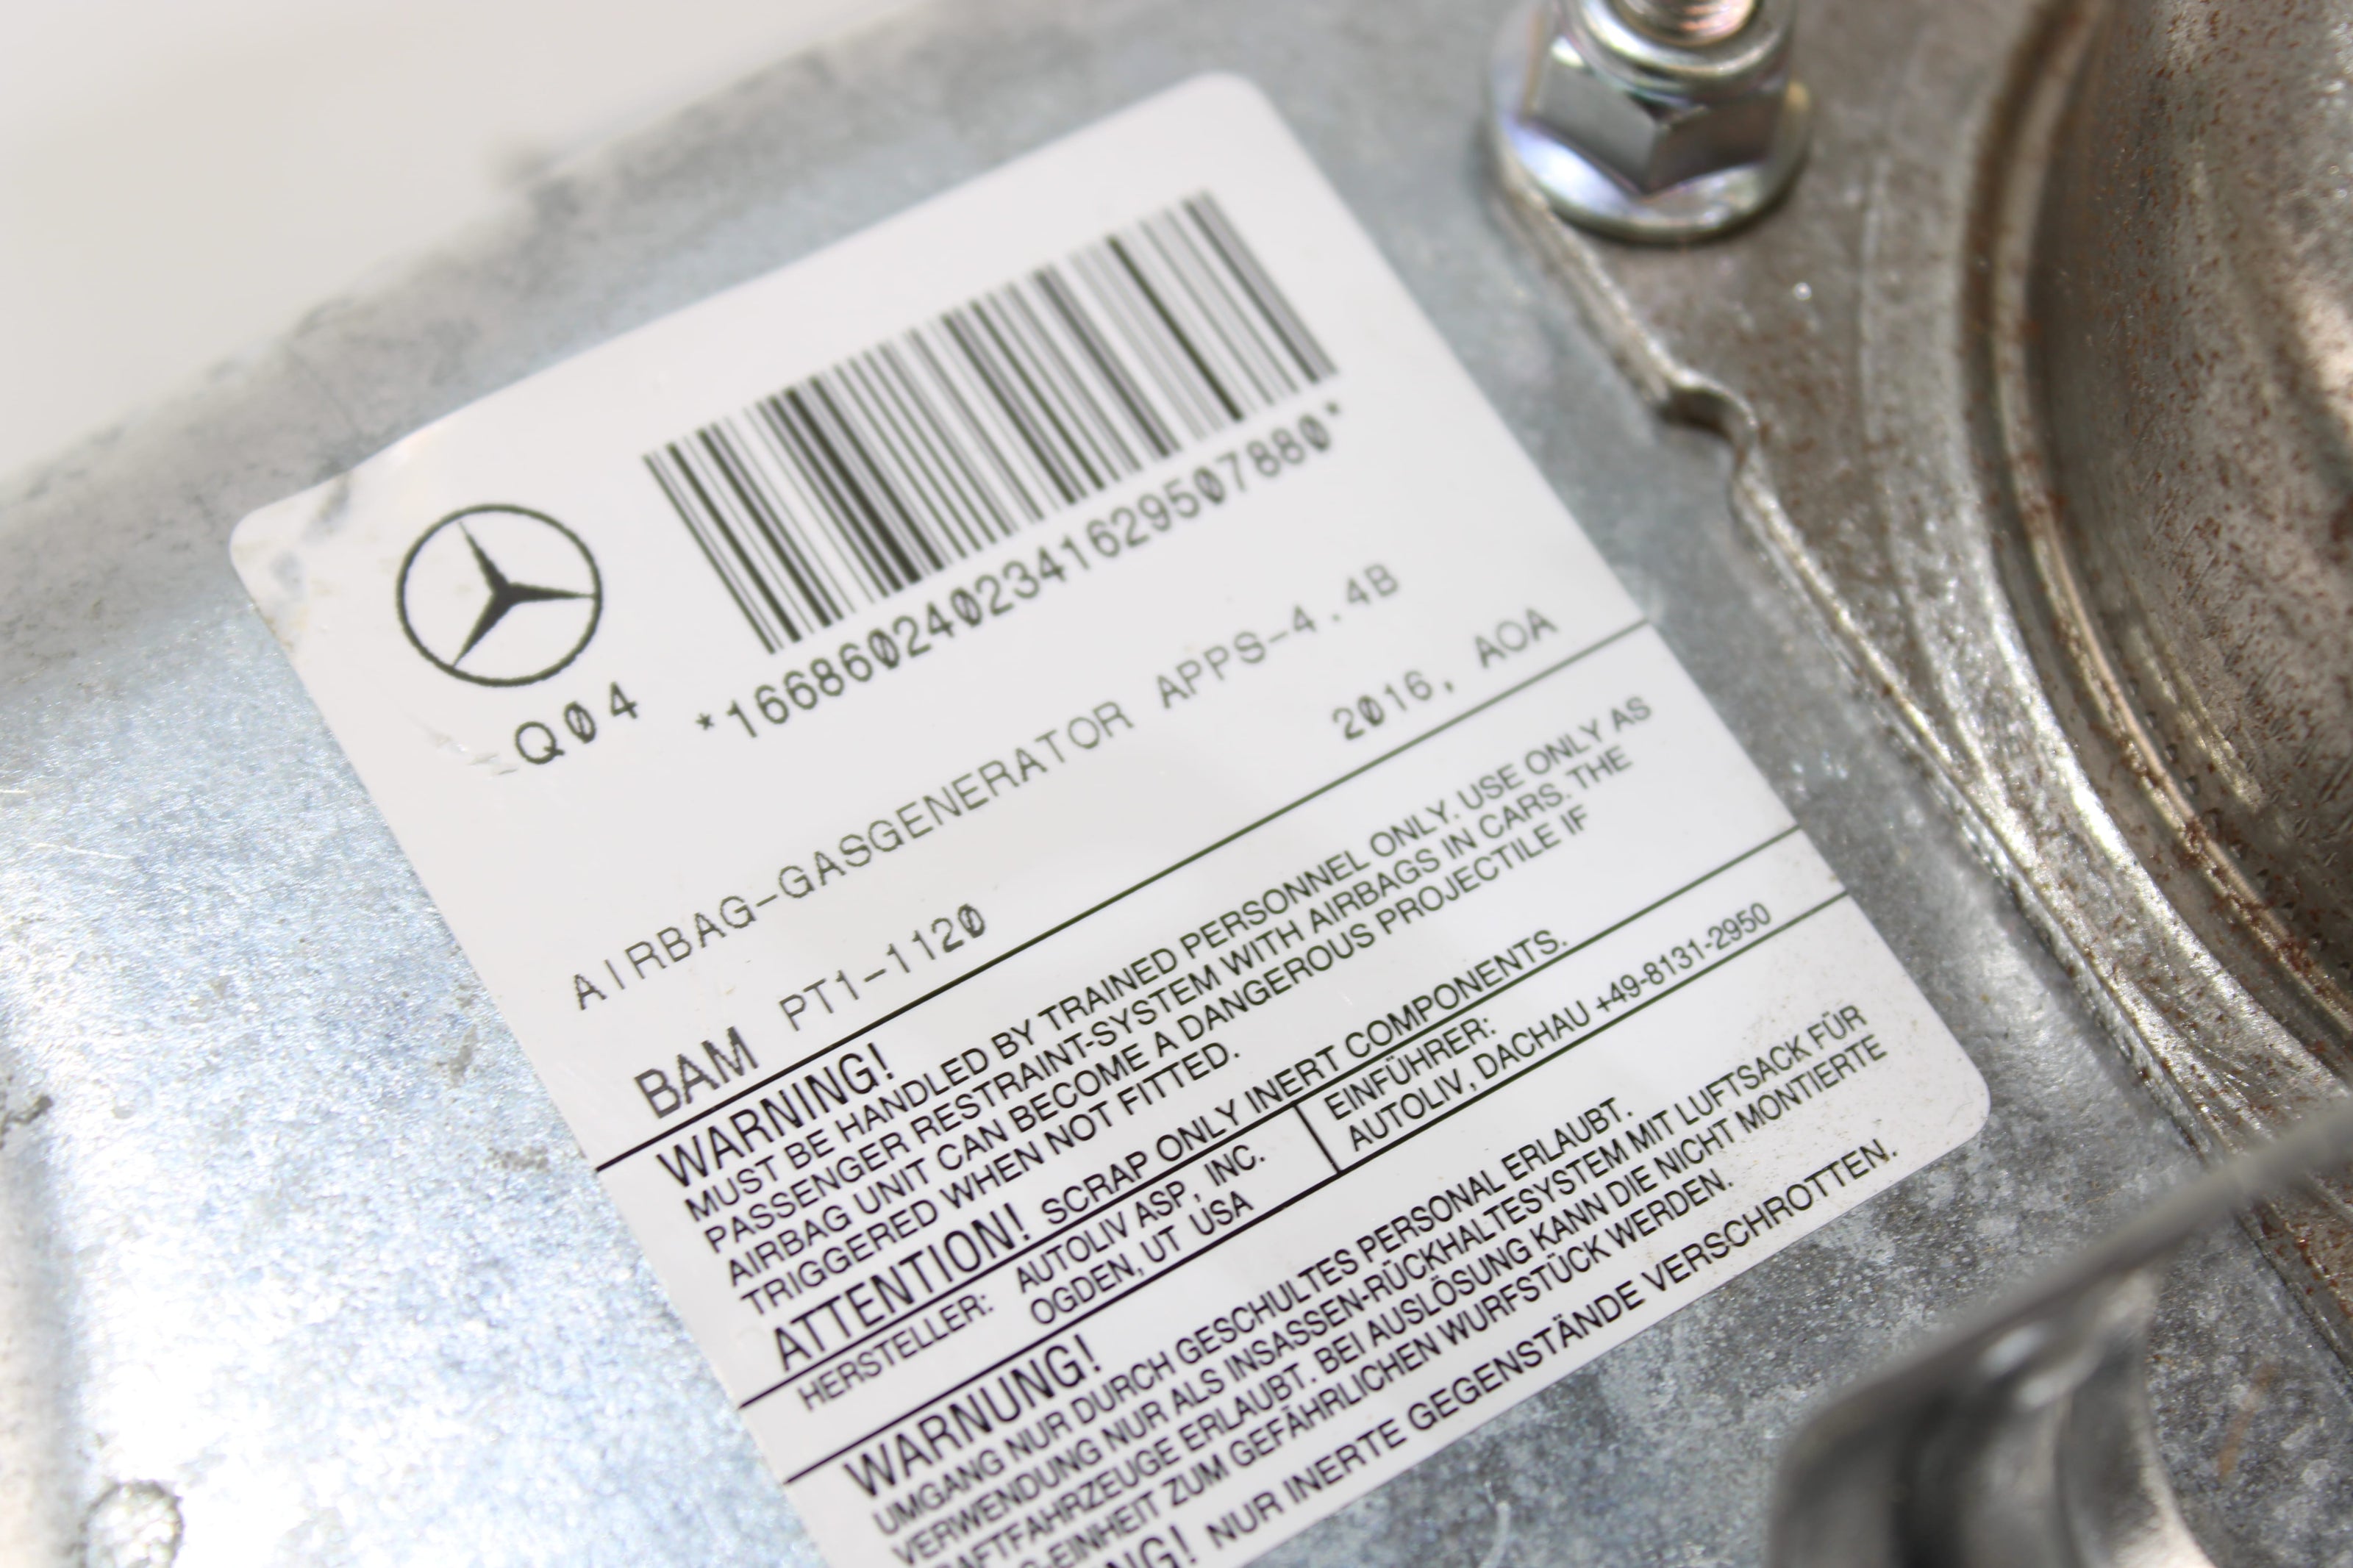 *1668602402341629507880*
Q04
AIRBAG-GASGENERATOR APPS-4.4B
BAM PT1-1120 2016, AOA
WARNING!
MUST BE HANDLED BY TRAINED PERSONNEL ONLY. USE ONLY AS
PASSENGER RESTRAINT-SYSTEM WITH AIRBAGS IN CARS. THE
AIRBAG UNIT CAN BECOME A DANGEROUS PROJECTILE IF
TRIGGERED WHEN NOT FITTED.
ATTENTION! SCRAP ONLY INERT COMPONENTS.
HERSTELLER: AUTOLIV ASP, INC.
OGDEN, UT USA
EINFÜHRER:
AUTOLIV, DACHAU +49-8131-2950
WARNUNG!
UMGANG NUR DURCH GESCHULTES PERSONAL ERLAUBT.
VERWENDUNG NUR ALS INSASSEN-RÜCKHALTESYSTEM MIT LUFTSACK FÜR
RAFTFAHRZEUGE ERLAUBT. BEI AUSLÖSUNG KANN DIE NICHT MONTIERTE
G-EINHEIT ZUM GEFÄHRLICHEN WURFSTÜCK WERDEN.
NG! NUR INERTE GEGENSTÄNDE VERSCHROTTEN.